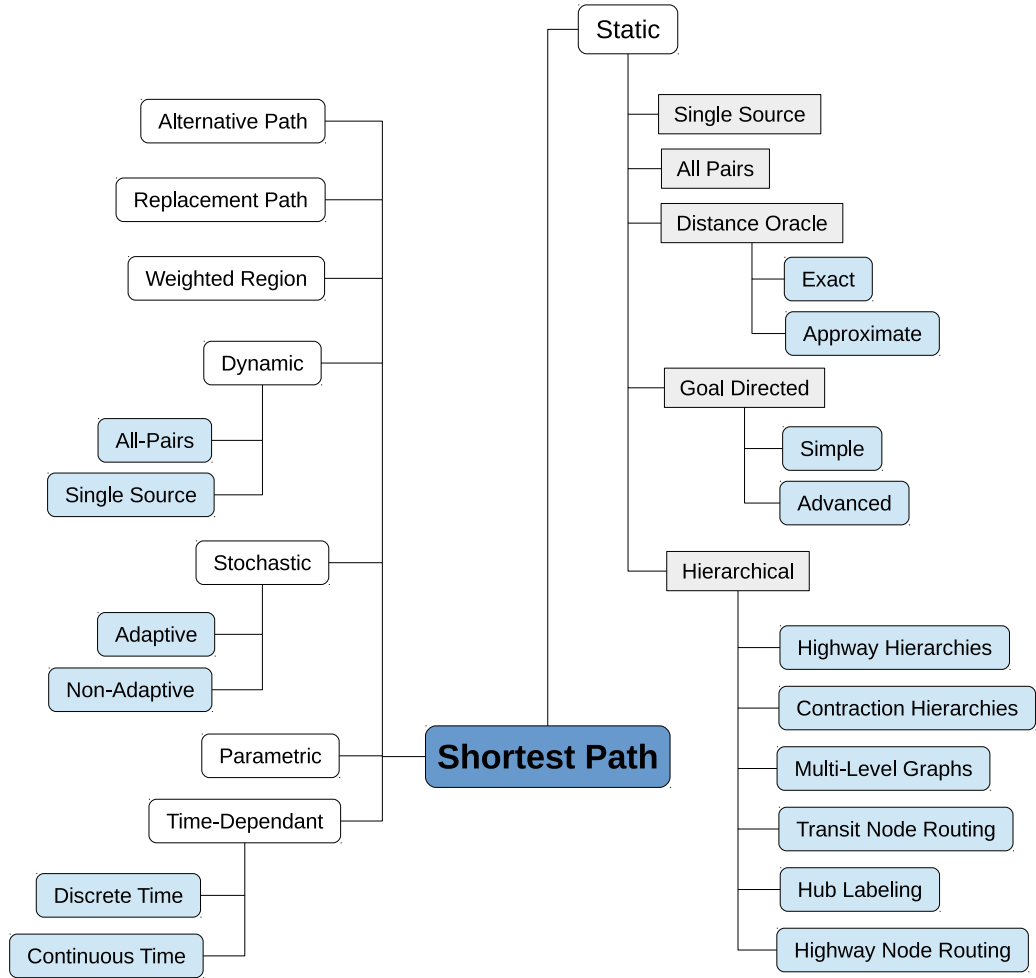 Static
Single Source
All Pairs
Distance Oracle
Exact
Approximate
Goal Directed
Simple
Advanced
Hierarchical
Highway Hierarchies
Contraction Hierarchies
Multi-Level Graphs
Transit Node Routing
Hub Labeling
Highway Node Routing
Shortest Path
Alternative Path
Replacement Path
Weighted Region
Dynamic
All-Pairs
Single Source
Stochastic
Adaptive
Non-Adaptive
Parametric
Time-Dependant
Discrete Time
Continuous Time